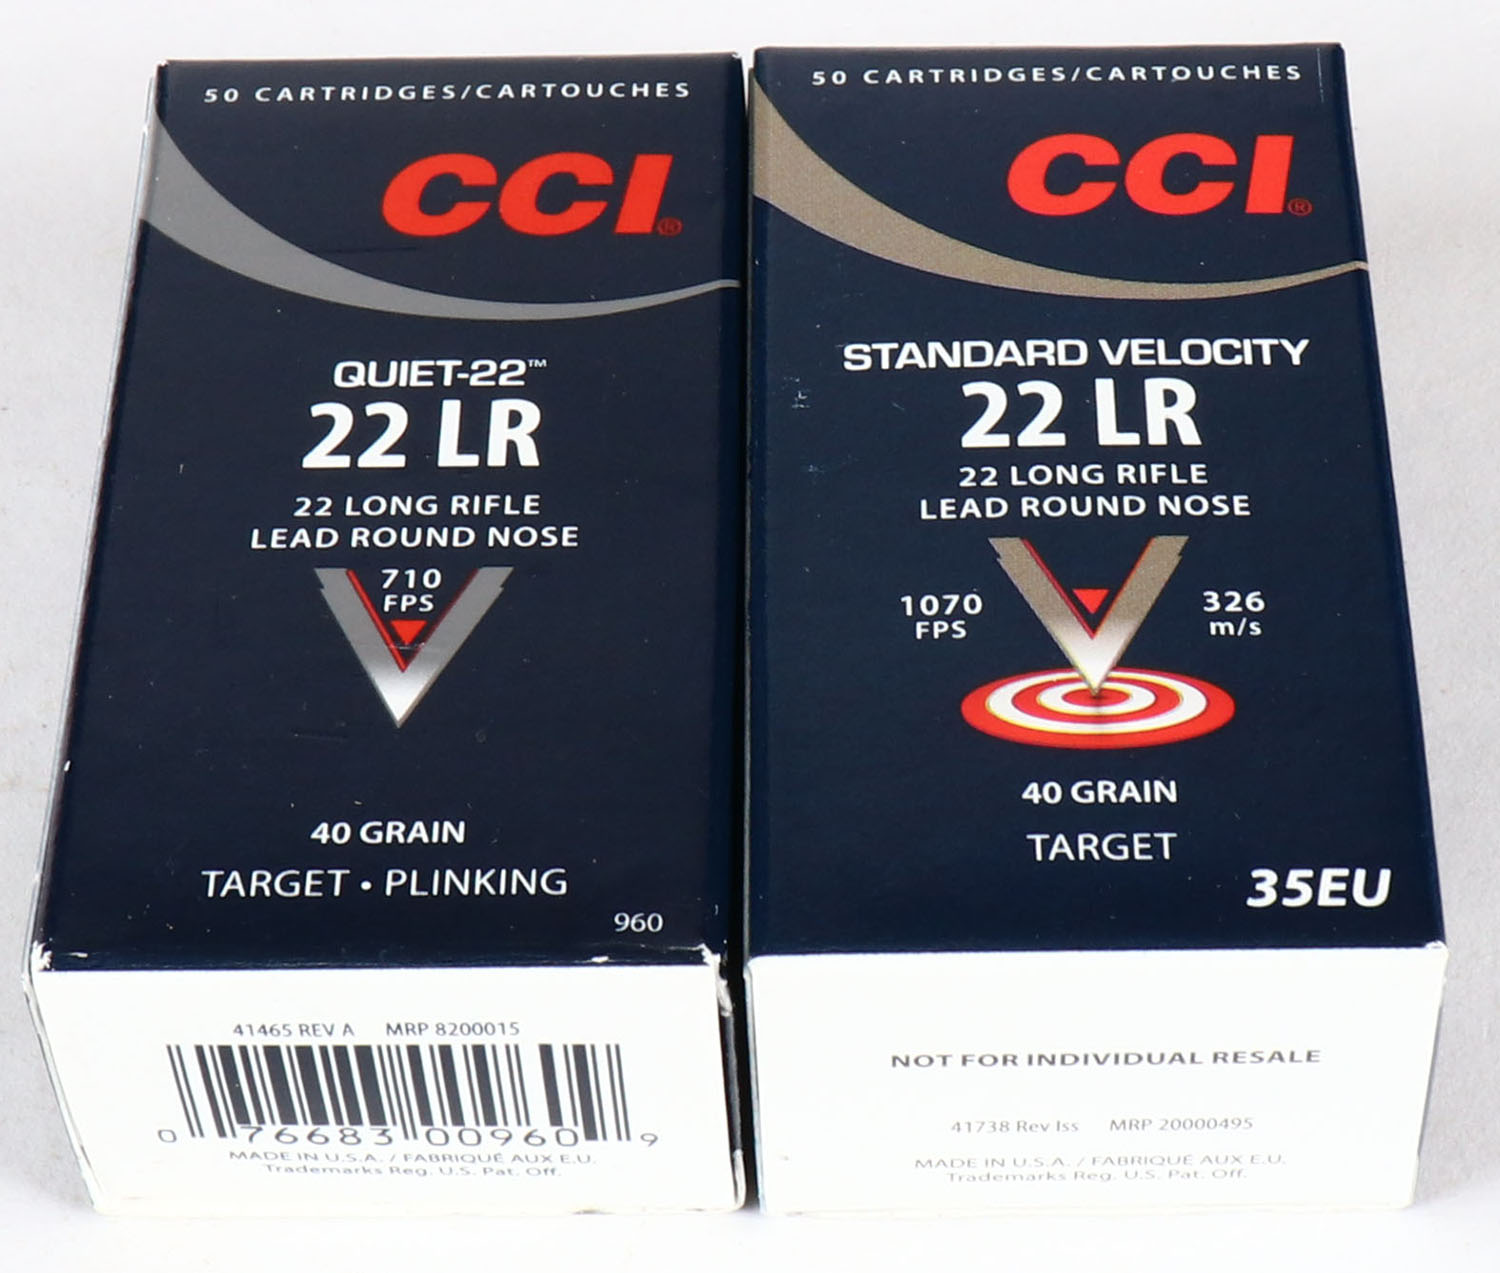 50 CARTRIDGES/CARTOUCHES
CCI®
QUIET-22™
22 LR
22 LONG RIFLE
LEAD ROUND NOSE
710
FPS
40 GRAIN
TARGET • PLINKING
960
41465 REV A MRP 8200015
0 76683 00960 9
MADE IN U.S.A. / FABRIQUÉ AUX E.U.
Trademarks Reg. U.S. Pat. Off.
50 CARTRIDGES/CARTOUCHES
CCI®
STANDARD VELOCITY
22 LR
22 LONG RIFLE
LEAD ROUND NOSE
1070 326
FPS m/s
40 GRAIN
TARGET
35EU
NOT FOR INDIVIDUAL RESALE
41738 Rev Iss MRP 20000495
MADE IN U.S.A. / FABRIQUÉ AUX E.U.
Trademarks Reg. U.S. Pat. Off.